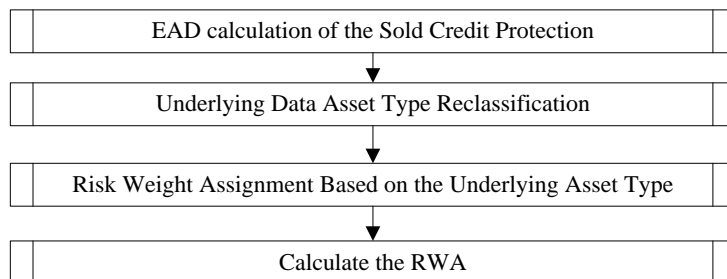 EAD calculation of the Sold Credit Protection
Underlying Data Asset Type Reclassification
Risk Weight Assignment Based on the Underlying Asset Type
Calculate the RWA